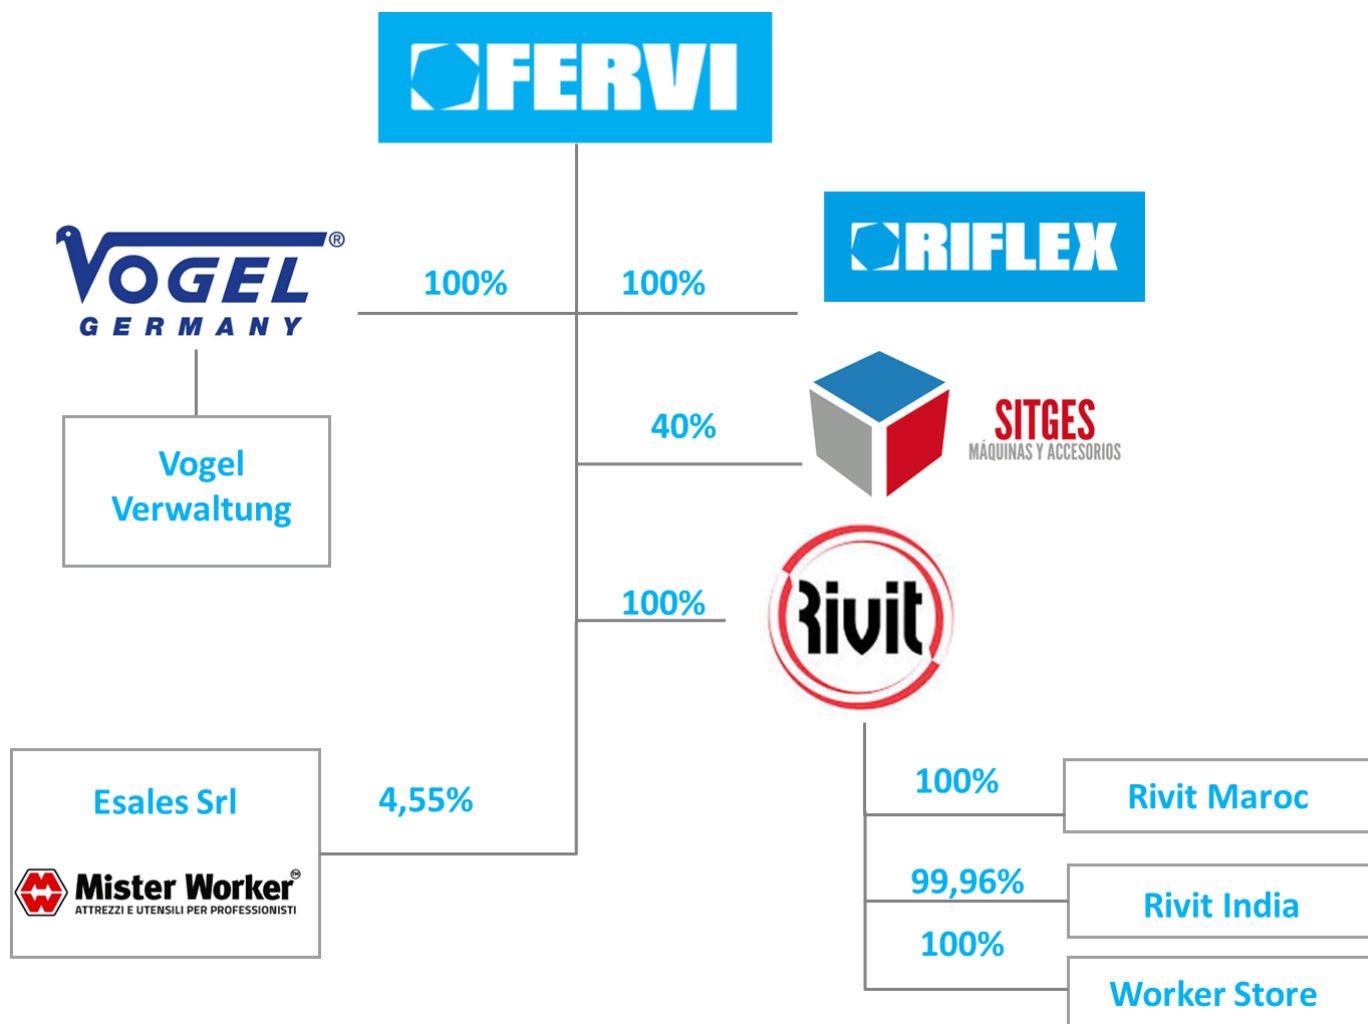 FERVI
VOGEL®
GERMANY
100%
100%
RIFLEX
40%
SITGES
MÁQUINAS Y ACCESORIOS
Vogel
Verwaltung
100%
Rivit
Esales Srl
4,55%
Mister Worker™
ATTREZZI E UTENSILI PER PROFESSIONISTI
100%
Rivit Maroc
99,96%
Rivit India
100%
Worker Store